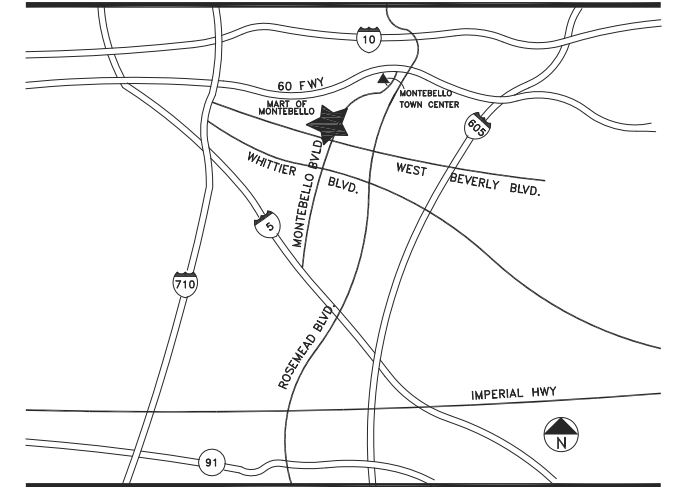 10
60 FWY
MART OF
MONTEBELLO
MONTEBELLO
TOWN CENTER
605
WHITTIER BLVD.
WEST BEVERLY BLVD.
MONTEBELLO BVLD.
5
710
ROSEMEAD BLVD.
IMPERIAL HWY
N
91